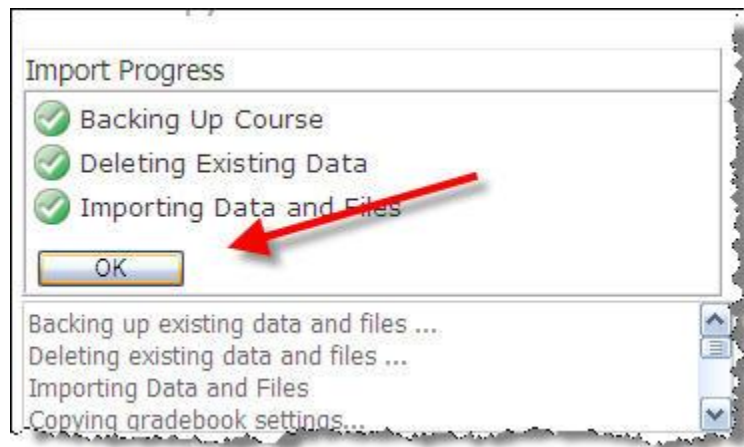 Import Progress
Backing Up Course
Deleting Existing Data
Importing Data and Files
OK
Backing up existing data and files ...
Deleting existing data and files ...
Importing Data and Files
Copying gradebook settings...